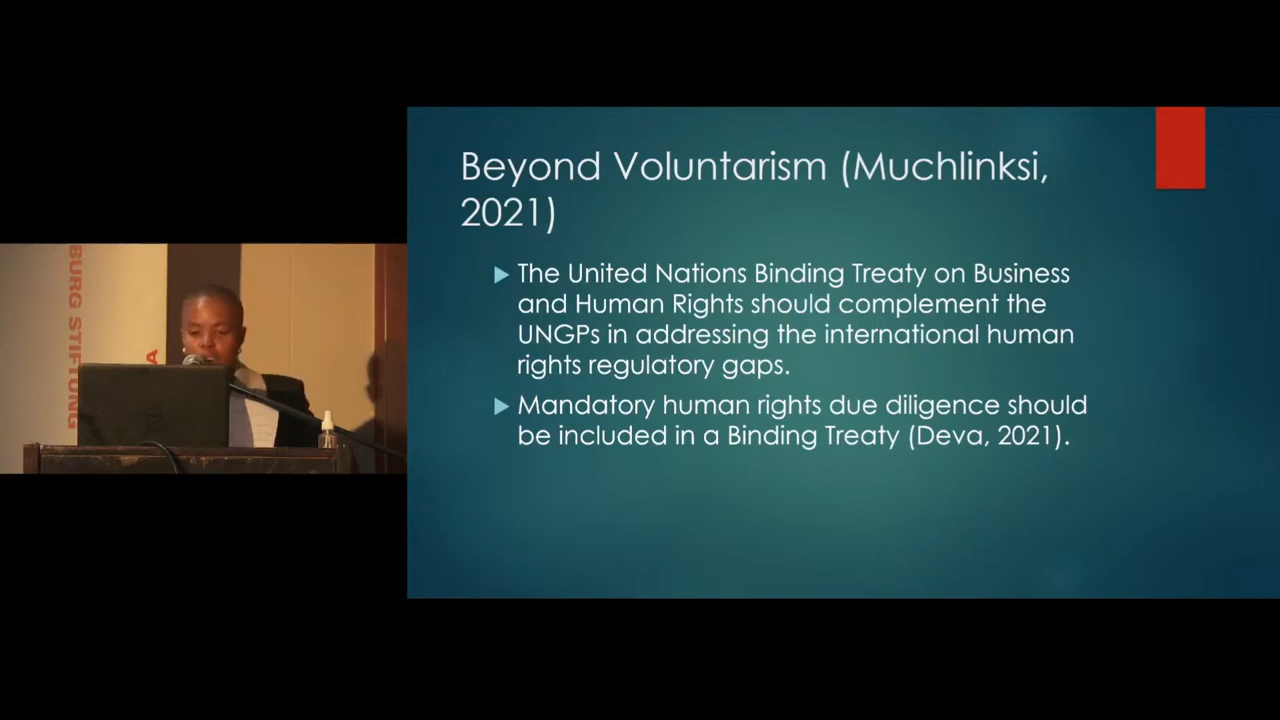 Beyond Voluntarism (Muchlinksi,
2021)
The United Nations Binding Treaty on Business
and Human Rights should complement the
UNGPs in addressing the international human
rights regulatory gaps.
Mandatory human rights due diligence should
be included in a Binding Treaty (Deva, 2021).
BURG STIFTUNG
A